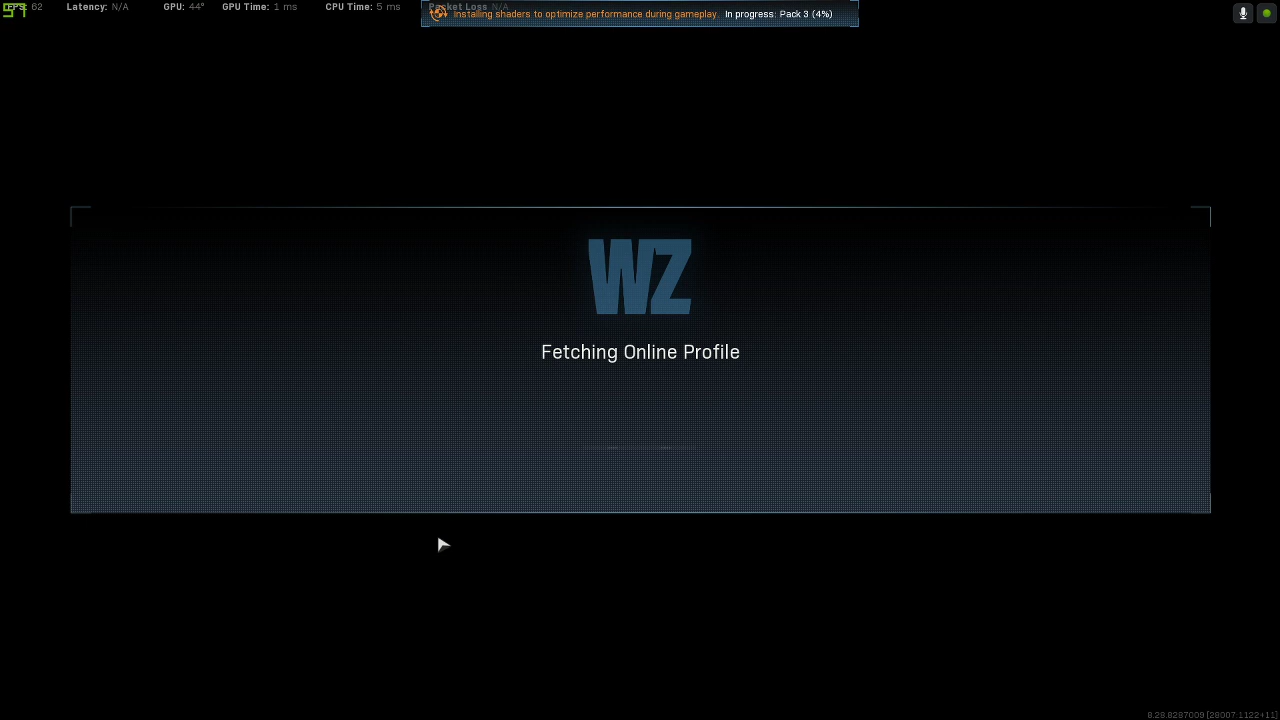 FPS: 62 Latency: N/A GPU: 44° GPU Time: 1 ms CPU Time: 5 ms Packet Loss N/A
Installing shaders to optimize performance during gameplay. In progress: Pack 3 (4%)
WZ
Fetching Online Profile